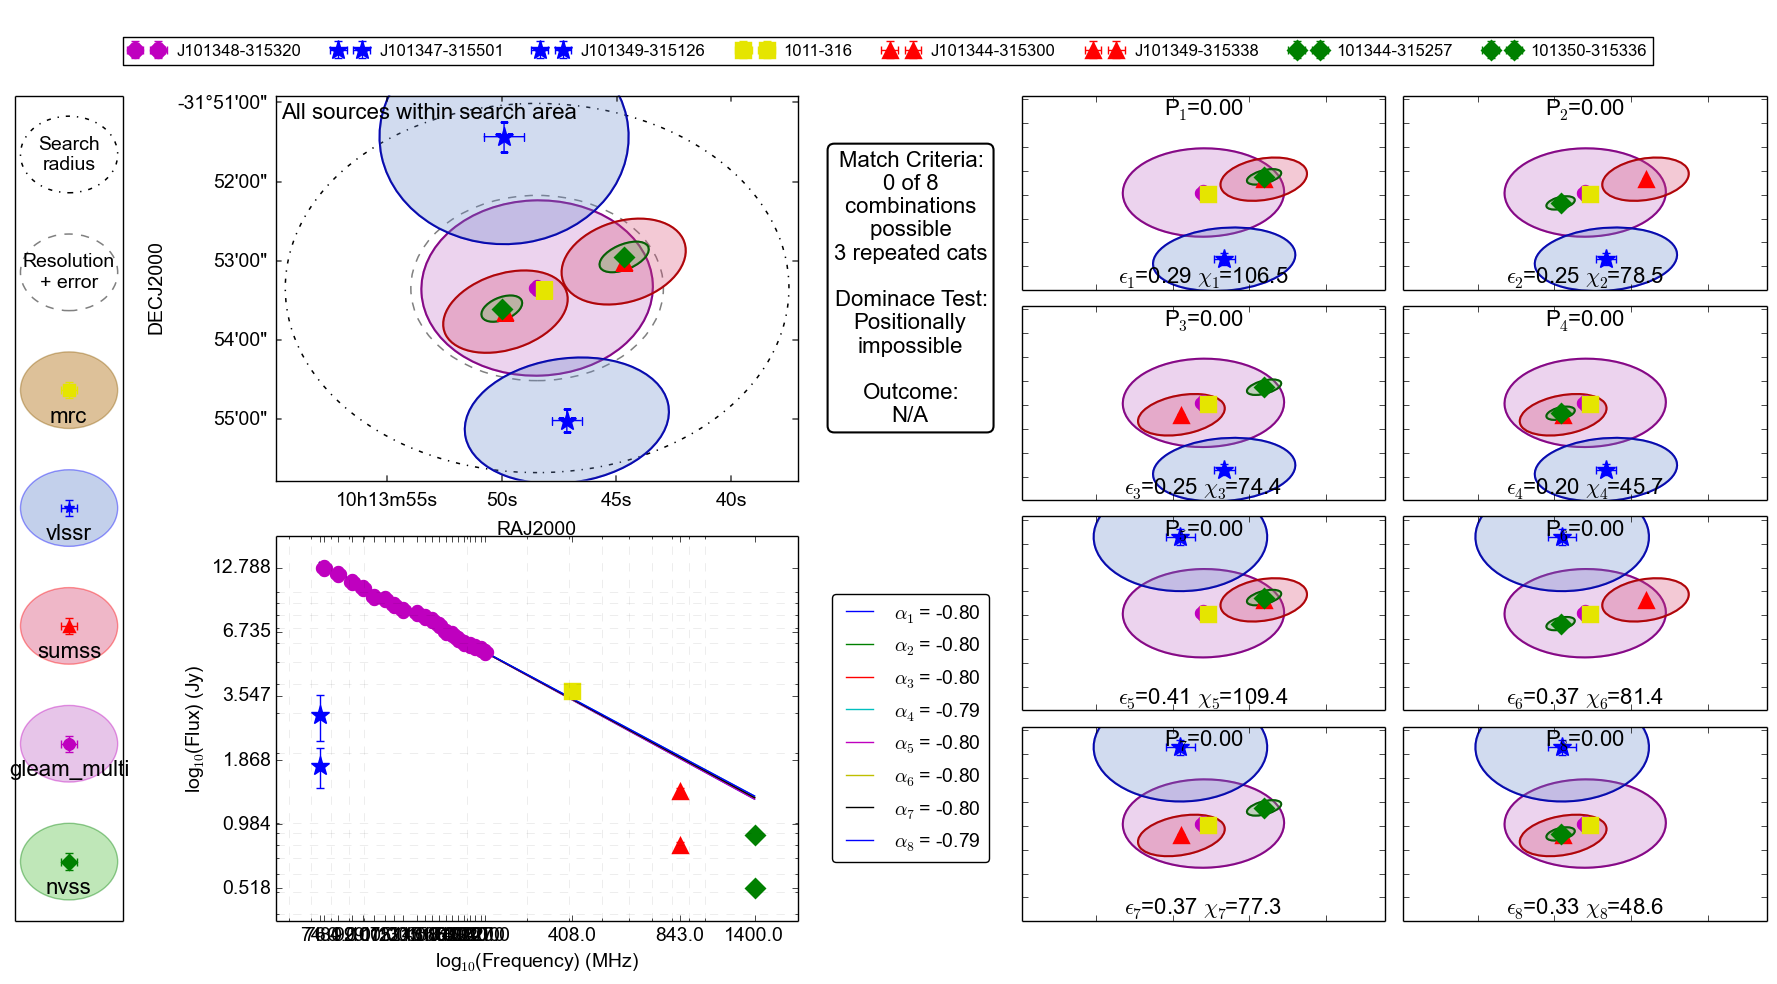 J101348-315320 J101347-315501 J101349-315126 1011-316 J101344-315300 J101349-315338 101344-315257 101350-315336
Search
radius
Resolution
+ error
mrc
vlssr
sumss
gleam_multi
nvss
All sources within search area
DECJ2000
-31°51'00"
52'00"
53'00"
54'00"
55'00"
10h13m55s 50s 45s 40s
RAJ2000
Match Criteria:
0 of 8
combinations
possible
3 repeated cats
Dominace Test:
Positionally
impossible
Outcome:
N/A
log₁₀(Flux) (Jy)
12.788
6.735
3.547
1.868
0.984
0.518
408.0 843.0 1400.0
log₁₀(Frequency) (MHz)
α₁ = -0.80
α₂ = -0.80
α₃ = -0.80
α₄ = -0.79
α₅ = -0.80
α₆ = -0.80
α₇ = -0.80
α₈ = -0.79
P₁=0.00
ϵ₁=0.29 χ₁=106.5
P₂=0.00
ϵ₂=0.25 χ₂=78.5
P₃=0.00
ϵ₃=0.25 χ₃=74.4
P₄=0.00
ϵ₄=0.20 χ₄=45.7
P₅=0.00
ϵ₅=0.41 χ₅=109.4
P₆=0.00
ϵ₆=0.37 χ₆=81.4
P₇=0.00
ϵ₇=0.37 χ₇=77.3
P₈=0.00
ϵ₈=0.33 χ₈=48.6